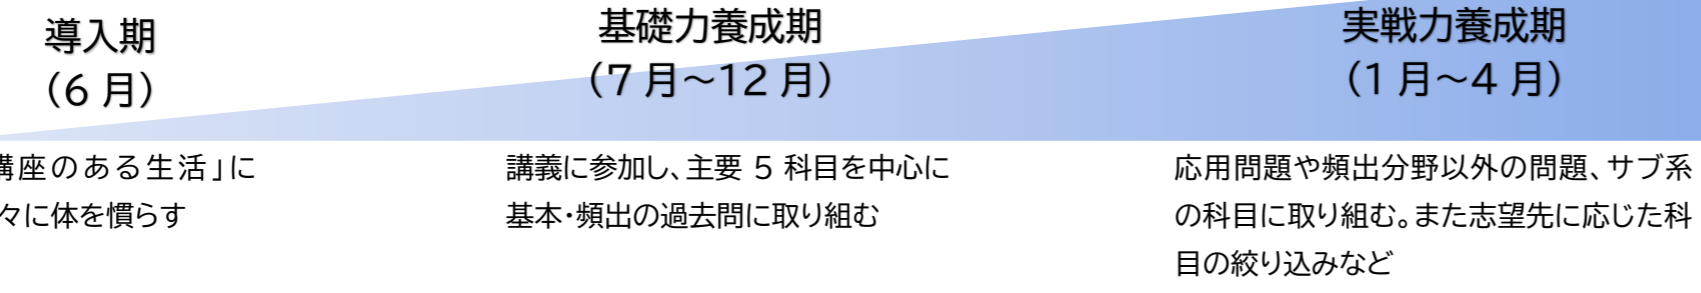 導入期
（6 月）
基礎力養成期
（7 月～12 月）
実戦力養成期
（1 月～4 月）
講座のある生活」に
々に体を慣らす
講義に参加し、主要 5 科目を中心に
基本・頻出の過去問に取り組む
応用問題や頻出分野以外の問題、サブ系
の科目に取り組む。また志望先に応じた科
目の絞り込みなど